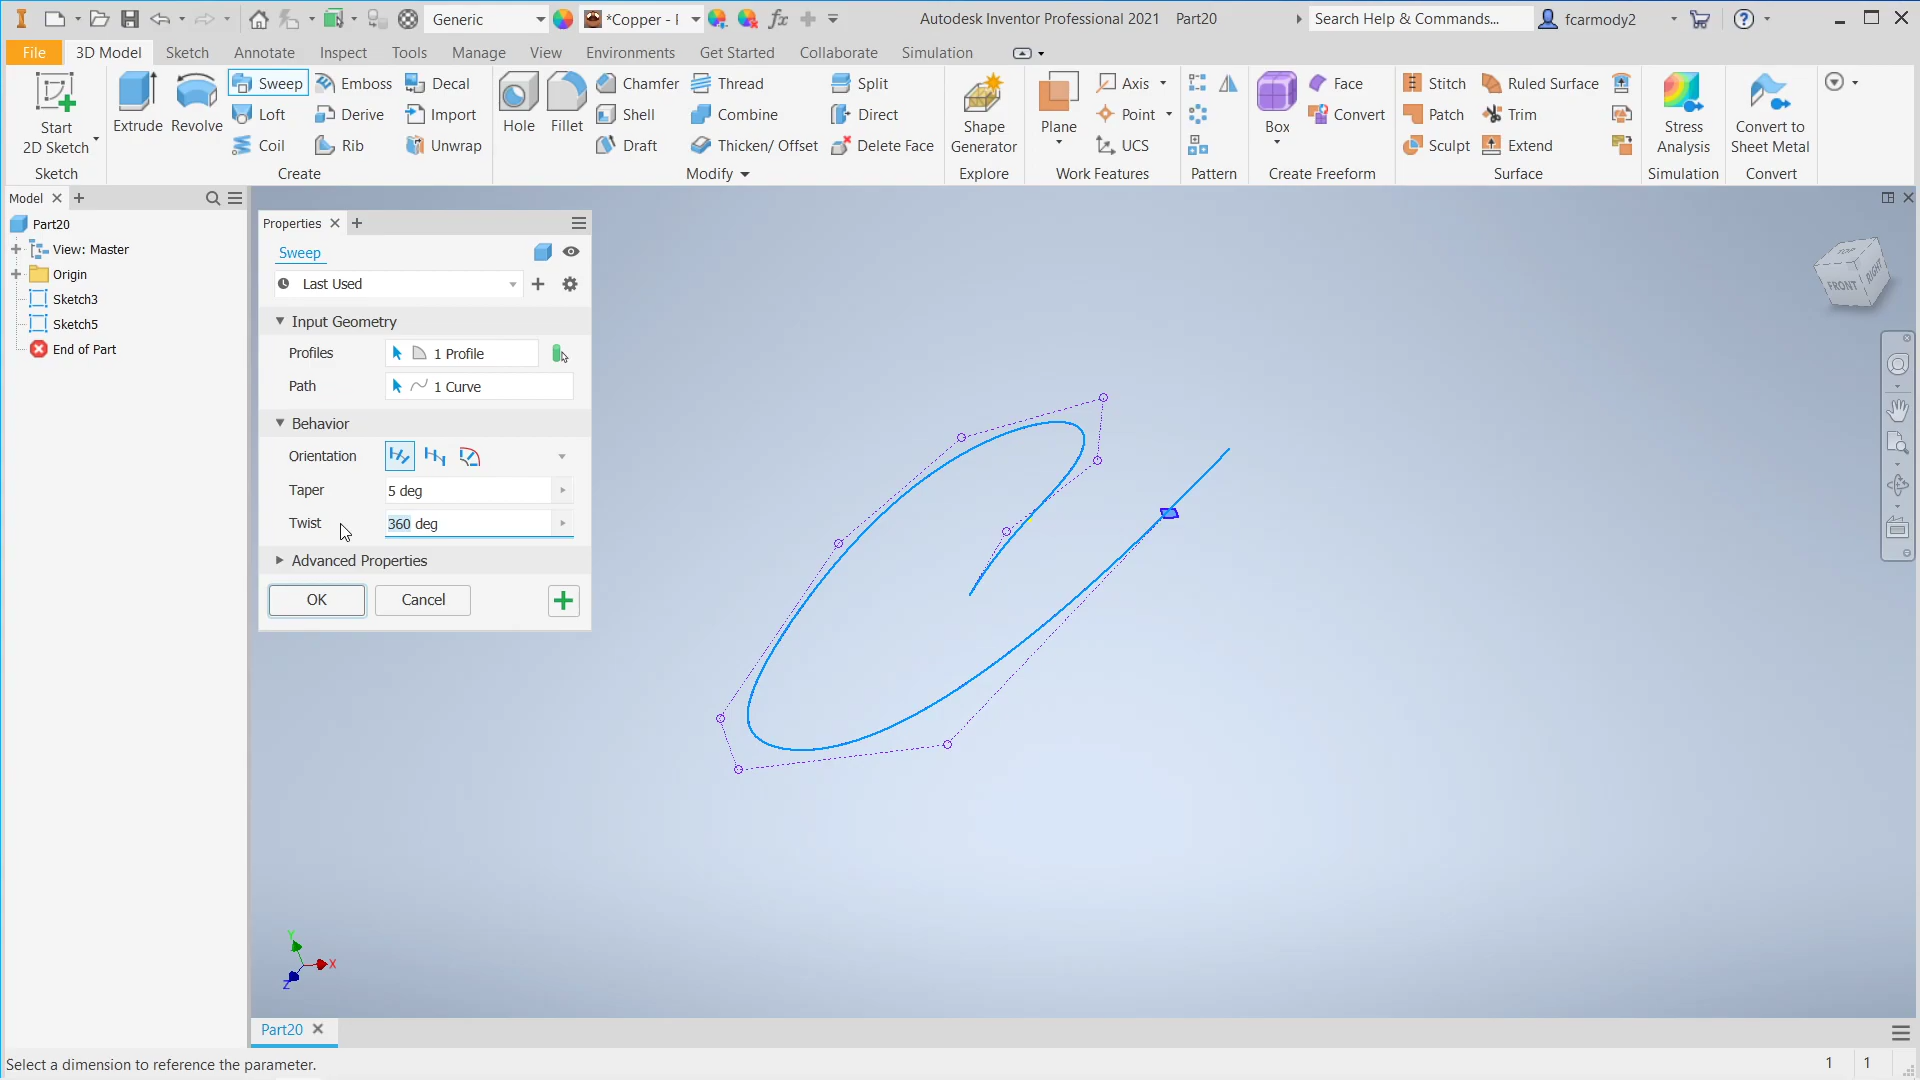 Generic
*Copper - F
Autodesk Inventor Professional 2021 Part20
Search Help & Commands...
fcarmody2
File 3D Model Sketch Annotate Inspect Tools Manage View Environments Get Started Collaborate Simulation
Start
2D Sketch
Sketch
Extrude
Revolve
Sweep
Loft
Coil
Emboss
Derive
Rib
Decal
Import
Unwrap
Create
Hole
Fillet
Chamfer
Shell
Draft
Thread
Combine
Thicken/ Offset
Split
Direct
Delete Face
Modify
Shape
Generator
Explore
Plane
Axis
Point
UCS
Work Features
Pattern
Box
Face
Convert
Create Freeform
Stitch
Patch
Sculpt
Ruled Surface
Trim
Extend
Surface
Stress
Analysis
Simulation
Convert to
Sheet Metal
Convert
Model
Part20
View: Master
Origin
Sketch3
Sketch5
End of Part
Properties
Sweep
Last Used
Input Geometry
Profiles 1 Profile
Path 1 Curve
Behavior
Orientation
Taper 5 deg
Twist 360 deg
Advanced Properties
OK Cancel
TOP
FRONT
RIGHT
Y
X
Z
Part20
Select a dimension to reference the parameter.
1 1